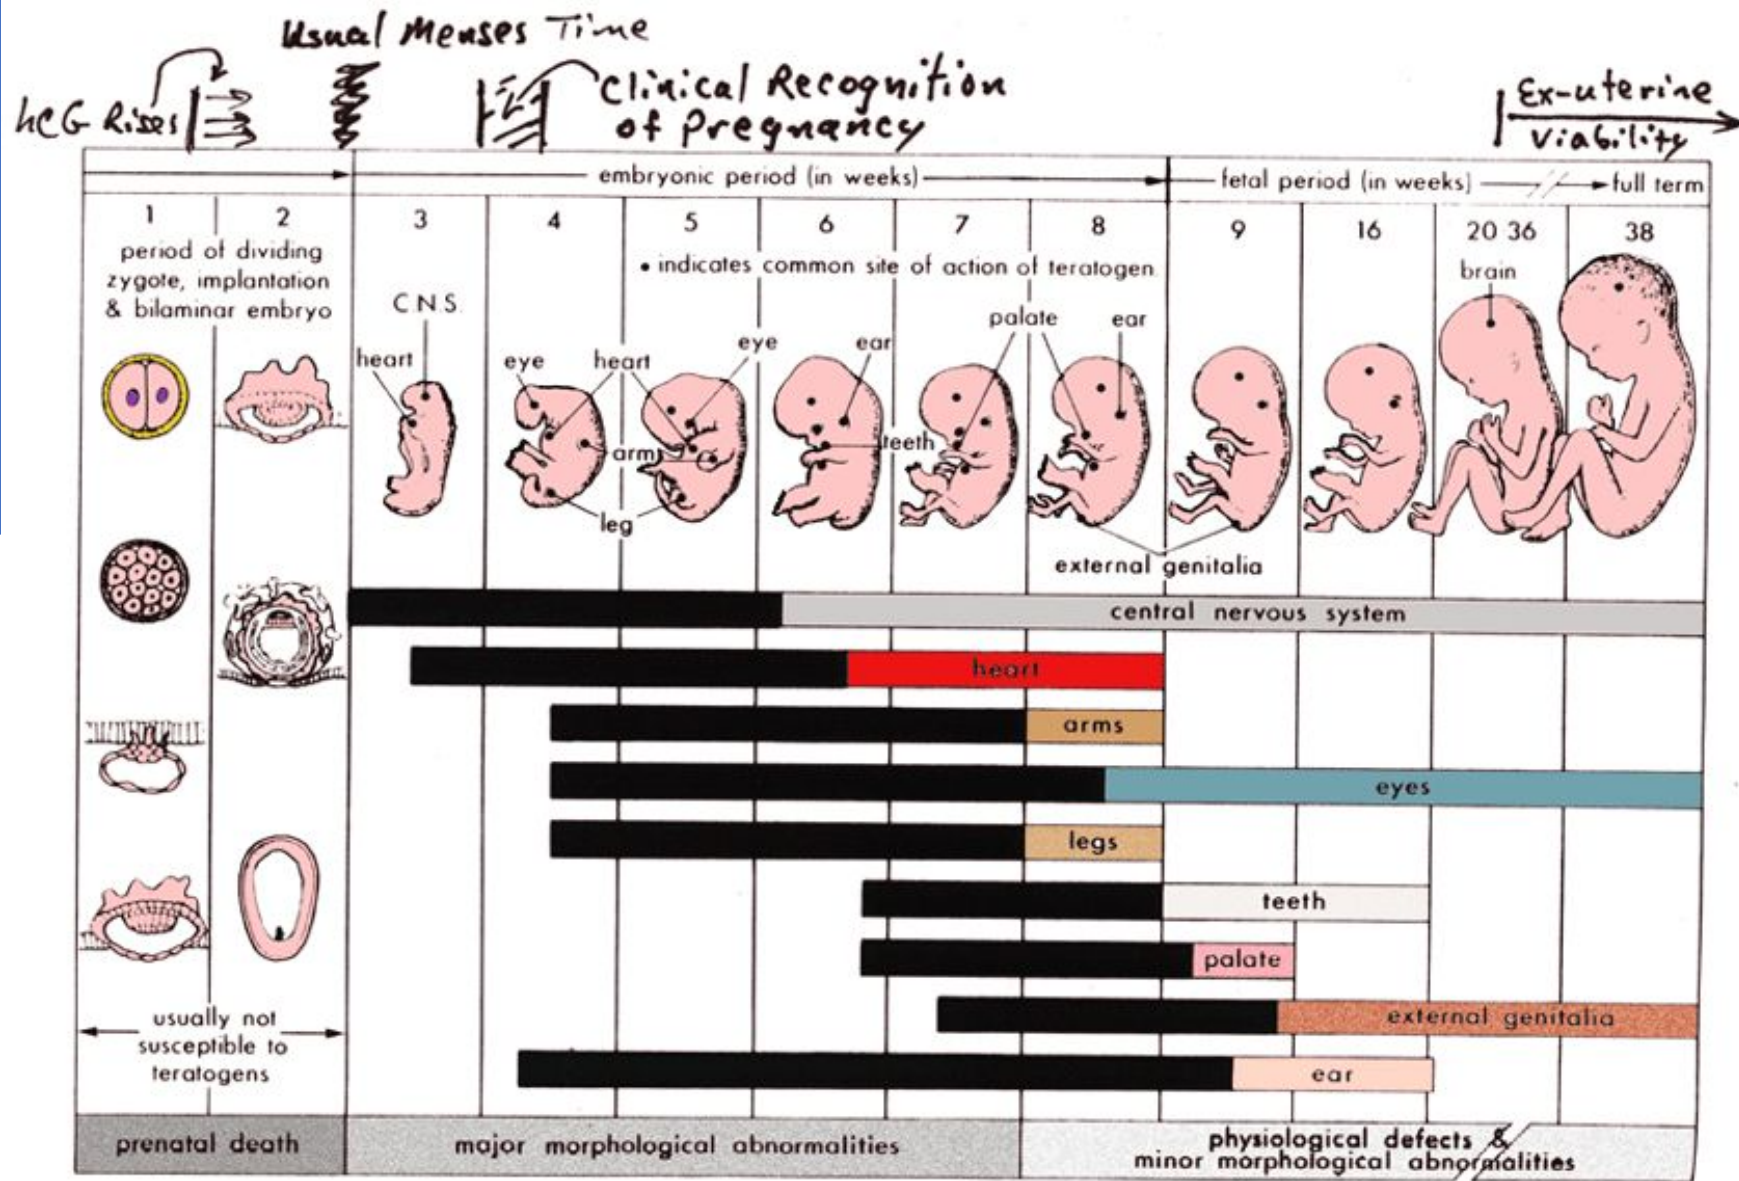 Usual Menses Time
hCG Rises
Clinical Recognition
of Pregnancy
Ex-uterine
Viability
embryonic period (in weeks)
fetal period (in weeks)
full term
1
2
3
4
5
6
7
8
9
16
20 36
38
period of dividing
zygote, implantation
& bilaminar embryo
• indicates common site of action of teratogen
C.N.S.
heart
eye
heart
eye
ear
palate
ear
brain
arm
teeth
leg
external genitalia
central nervous system
heart
arms
eyes
legs
teeth
palate
external genitalia
ear
usually not
susceptible to
teratogens
prenatal death
major morphological abnormalities
physiological defects &
minor morphological abnormalities